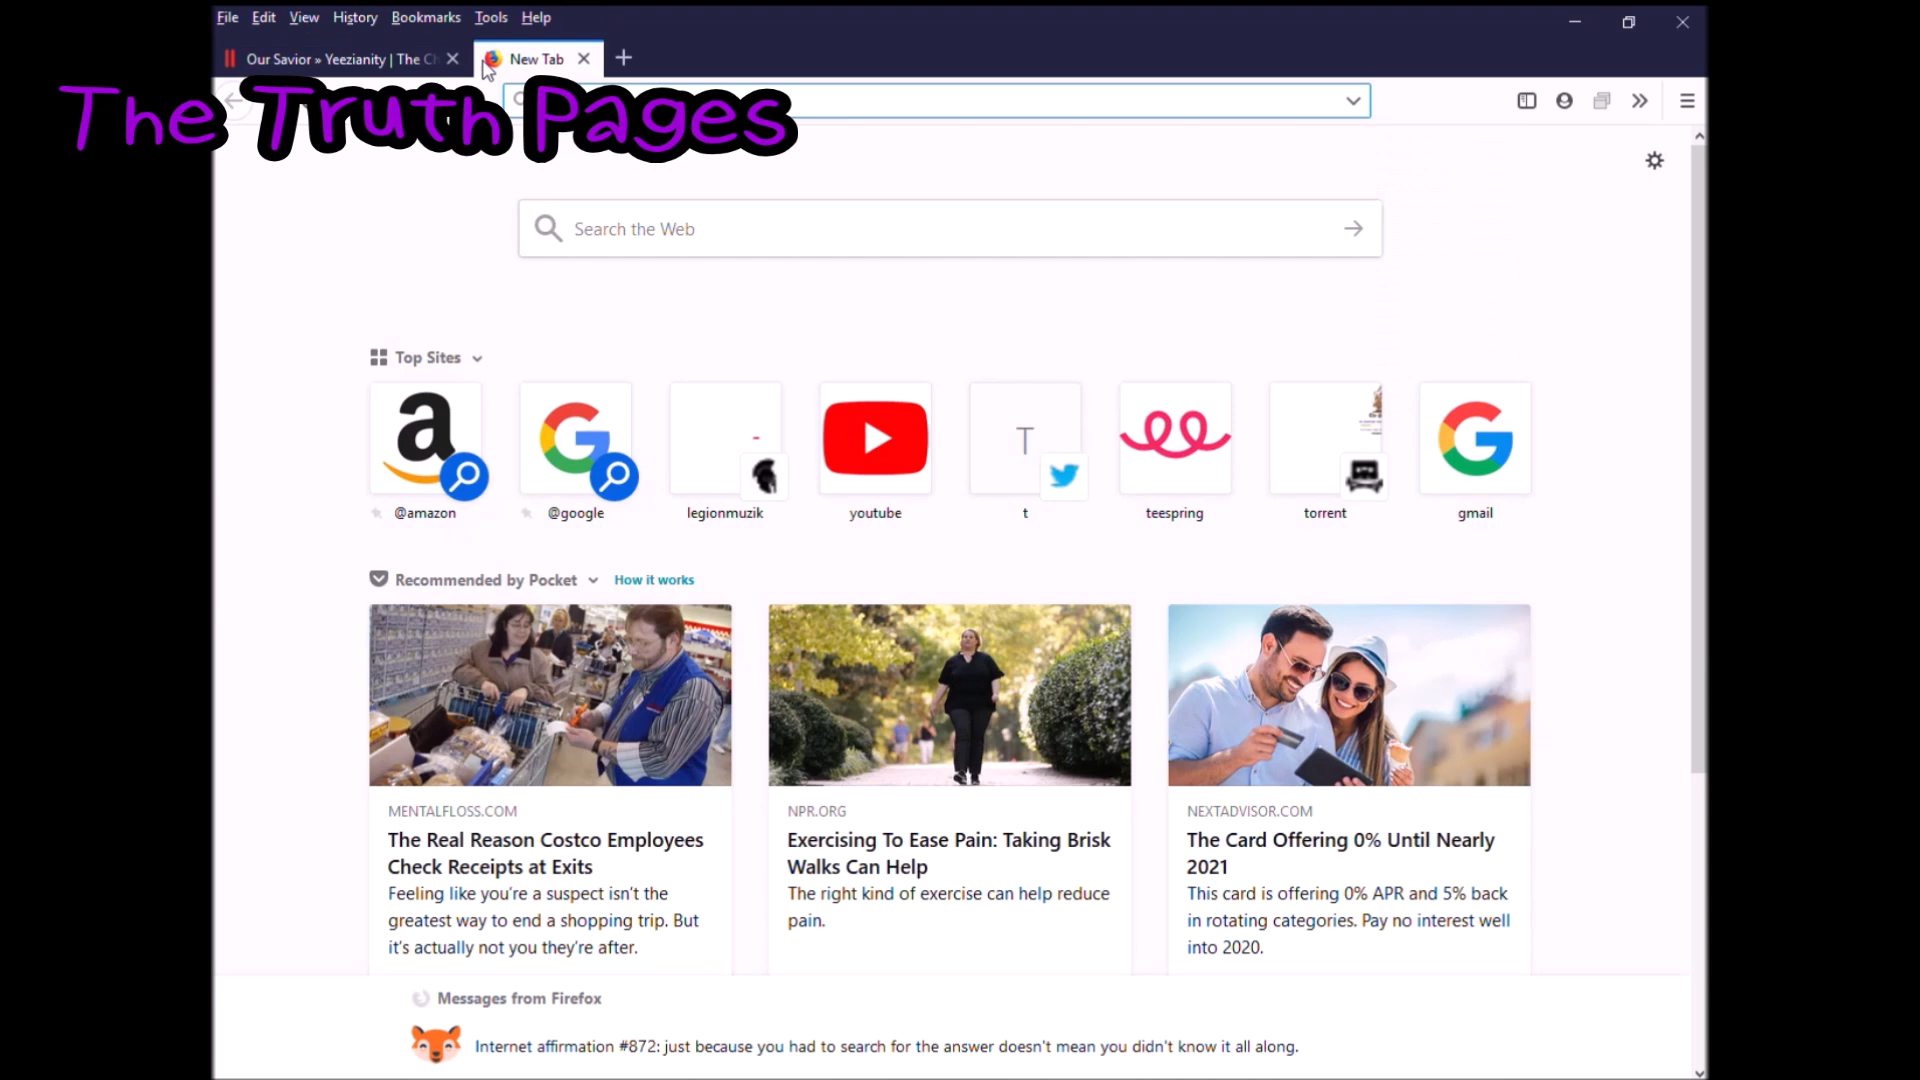 File Edit View History Bookmarks Tools Help
Our Savior » Yeezianity | The C
New Tab
The Truth Pages
Search the Web
Top Sites
@amazon
@google
legionmuzik
youtube
T
t
teespring
torrent
gmail
Recommended by Pocket
How it works
MENTALFLOSS.COM
The Real Reason Costco Employees
Check Receipts at Exits
Feeling like you're a suspect isn't the
greatest way to end a shopping trip. But
it's actually not you they're after.
NPR.ORG
Exercising To Ease Pain: Taking Brisk
Walks Can Help
The right kind of exercise can help reduce
pain.
NEXTADVISOR.COM
The Card Offering 0% Until Nearly
2021
This card is offering 0% APR and 5% back
in rotating categories. Pay no interest well
into 2020.
Messages from Firefox
Internet affirmation #872: just because you had to search for the answer doesn't mean you didn't know it all along.